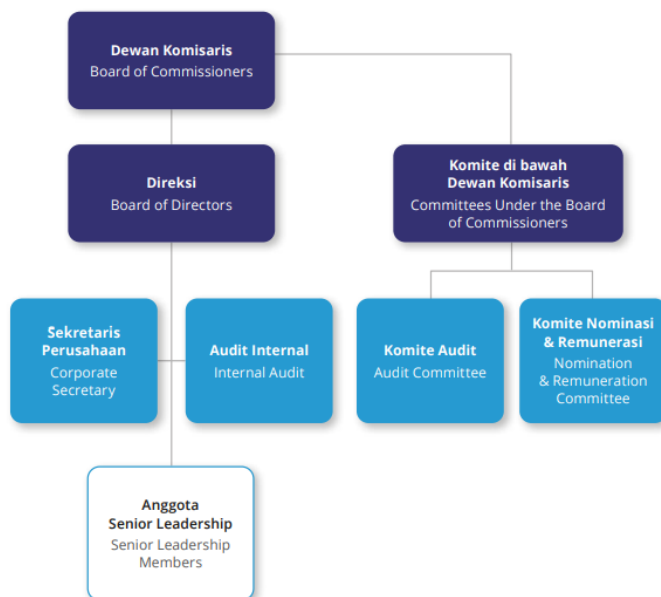 Dewan Komisaris
Board of Commissioners
Direksi
Board of Directors
Komite di bawah
Dewan Komisaris
Committees Under the Board
of Commissioners
Sekretaris
Perusahaan
Corporate
Secretary
Audit Internal
Internal Audit
Komite Audit
Audit Committee
Komite Nominasi
& Remunerasi
Nomination
& Remuneration
Committee
Anggota
Senior Leadership
Senior Leadership
Members